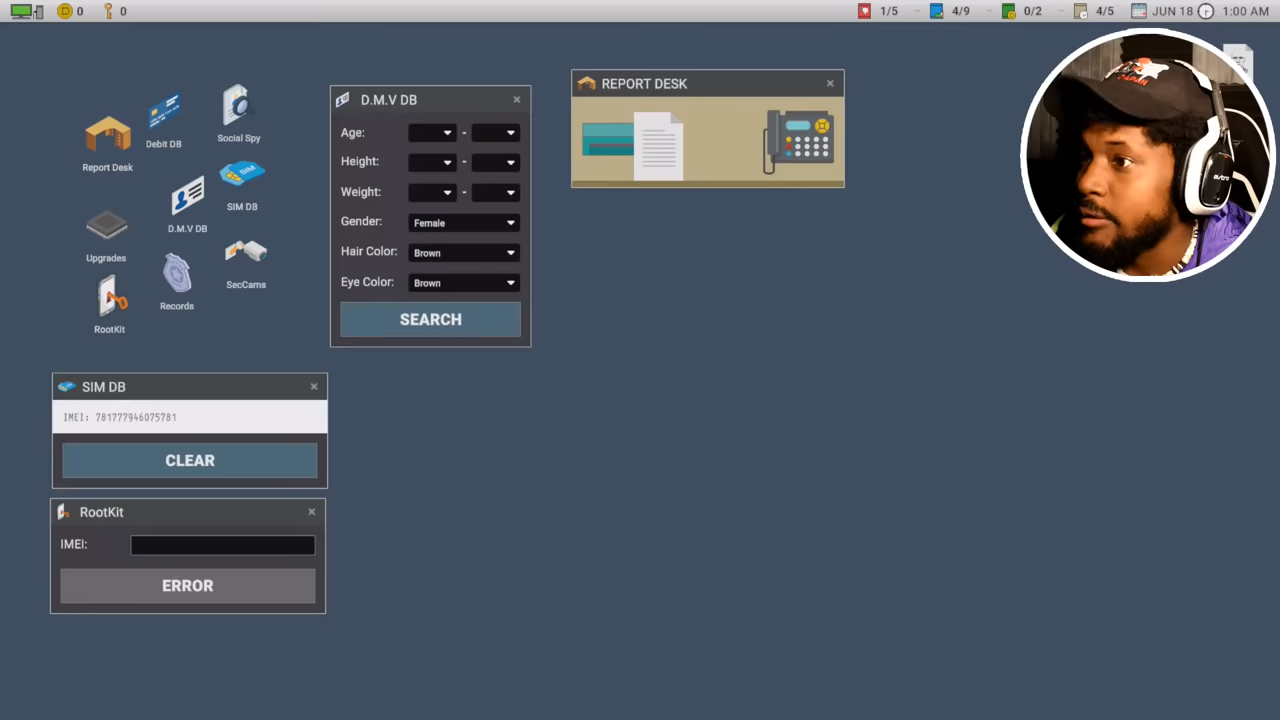 0 0 1/5 - 4/9 - 0/2 - 4/5 JUN 18 1:00 AM
Report Desk
Debit DB
Social Spy
SIM DB
D.M.V DB
Upgrades
SecCams
Records
RootKit
D.M.V DB
Age: -
Height: -
Weight: -
Gender: Female
Hair Color: Brown
Eye Color: Brown
SEARCH
REPORT DESK
SIM DB
IMEI: 781777946075781
CLEAR
RootKit
IMEI:
ERROR
JAPAN
astro